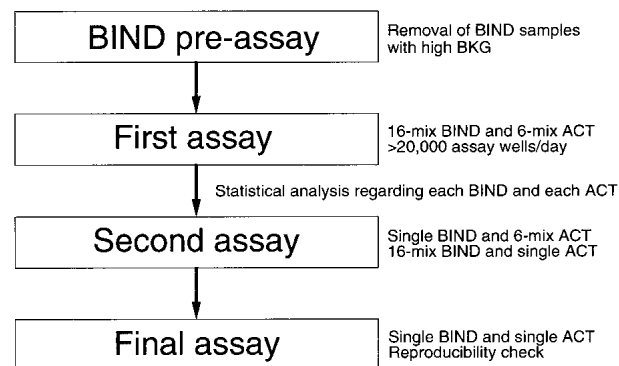 BIND pre-assay
Removal of BIND samples
with high BKG
First assay
16-mix BIND and 6-mix ACT
>20,000 assay wells/day
Statistical analysis regarding each BIND and each ACT
Second assay
Single BIND and 6-mix ACT
16-mix BIND and single ACT
Final assay
Single BIND and single ACT
Reproducibility check